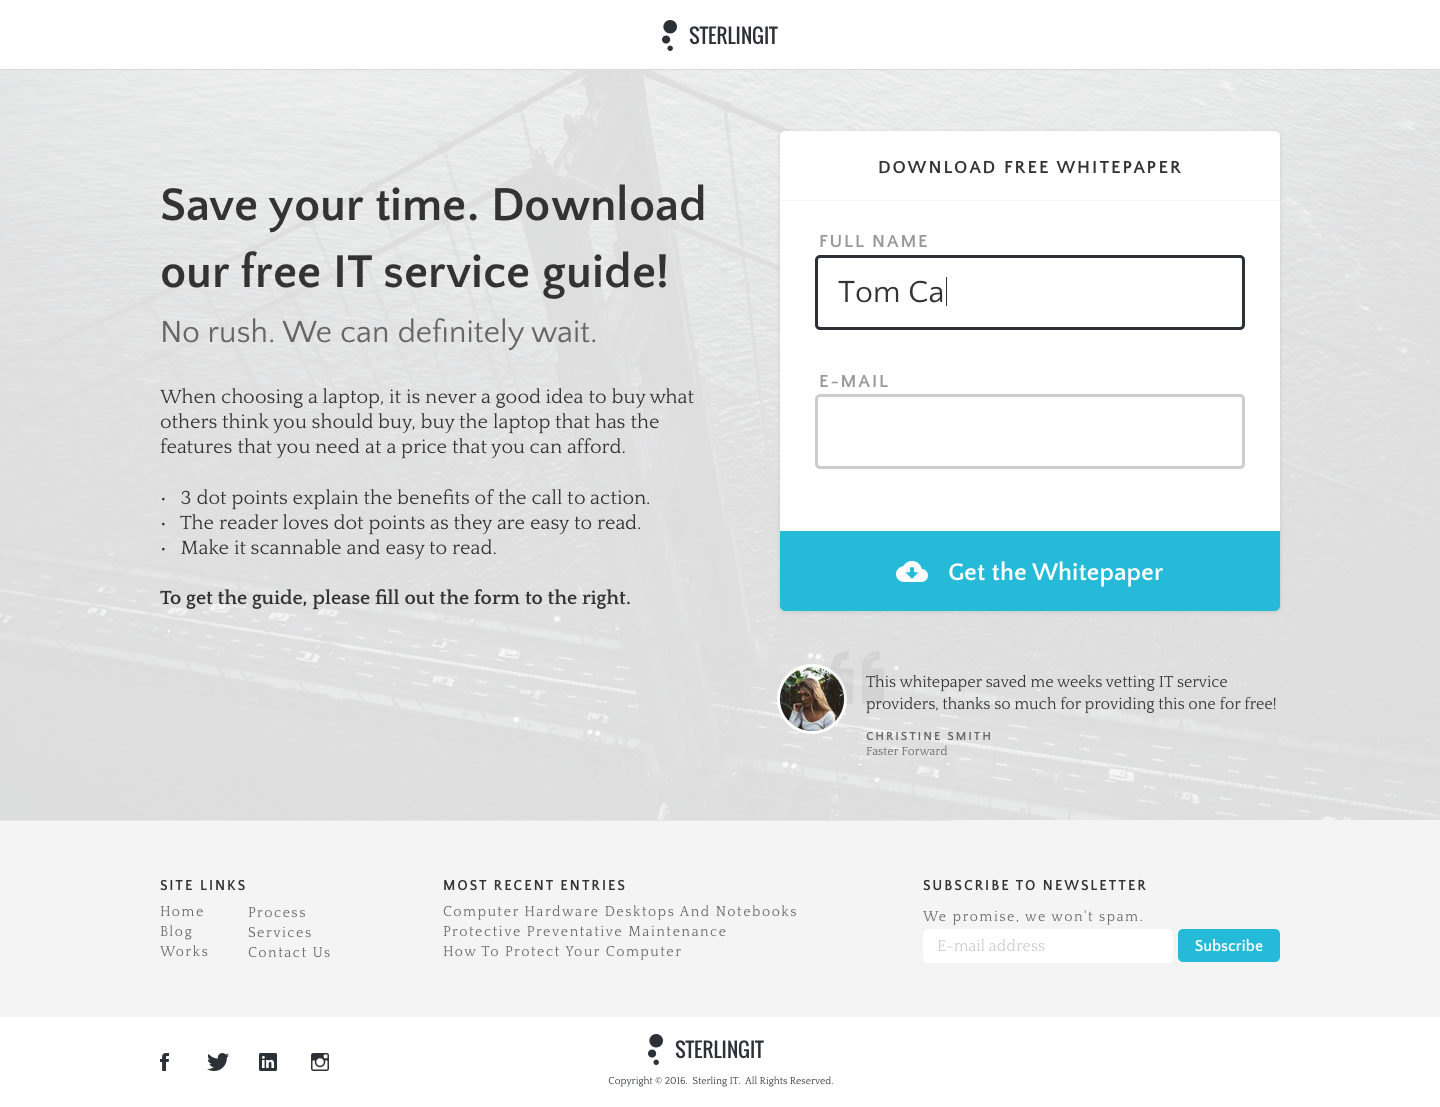 STERLINGIT
Save your time. Download
our free IT service guide!
No rush. We can definitely wait.
When choosing a laptop, it is never a good idea to buy what
others think you should buy, buy the laptop that has the
features that you need at a price that you can afford.
· 3 dot points explain the benefits of the call to action.
· The reader loves dot points as they are easy to read.
· Make it scannable and easy to read.
To get the guide, please fill out the form to the right.
DOWNLOAD FREE WHITEPAPER
FULL NAME
Tom Ca
E-MAIL
Get the Whitepaper
“
This whitepaper saved me weeks vetting IT service
providers, thanks so much for providing this one for free!
CHRISTINE SMITH
Faster Forward
SITE LINKS
Home
Blog
Works
Process
Services
Contact Us
MOST RECENT ENTRIES
Computer Hardware Desktops And Notebooks
Protective Preventative Maintenance
How To Protect Your Computer
SUBSCRIBE TO NEWSLETTER
We promise, we won't spam.
E-mail address
Subscribe
STERLINGIT
Copyright © 2016. Sterling IT. All Rights Reserved.